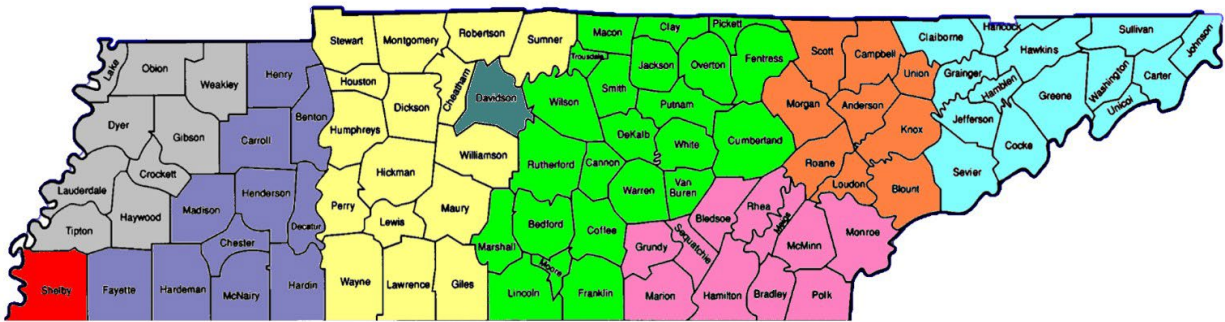 Lake
Obion
Weakley
Henry
Stewart
Montgomery
Robertson
Sumner
Macon
Clay
Pickett
Scott
Campbell
Claiborne
Hancock
Hawkins
Sullivan
Johnson
Trousdale
Jackson
Overton
Fentress
Union
Grainger
Hamblen
Greene
Washington
Carter
Unicoi
Houston
Dickson
Cheatham
Davidson
Wilson
Smith
Putnam
Morgan
Anderson
Knox
Jefferson
Cocke
Sevier
Dyer
Gibson
Carroll
Benton
Humphreys
Williamson
Rutherford
Cannon
DeKalb
White
Cumberland
Roane
Loudon
Blount
Lauderdale
Crockett
Haywood
Madison
Henderson
Decatur
Perry
Hickman
Lewis
Maury
Marshall
Bedford
Coffee
Warren
Van
Buren
Bledsoe
Rhea
Meigs
McMinn
Monroe
Tipton
Chester
Grundy
Sequatchie
Moore
Shelby
Fayette
Hardeman
McNairy
Hardin
Wayne
Lawrence
Giles
Lincoln
Franklin
Marion
Hamilton
Bradley
Polk